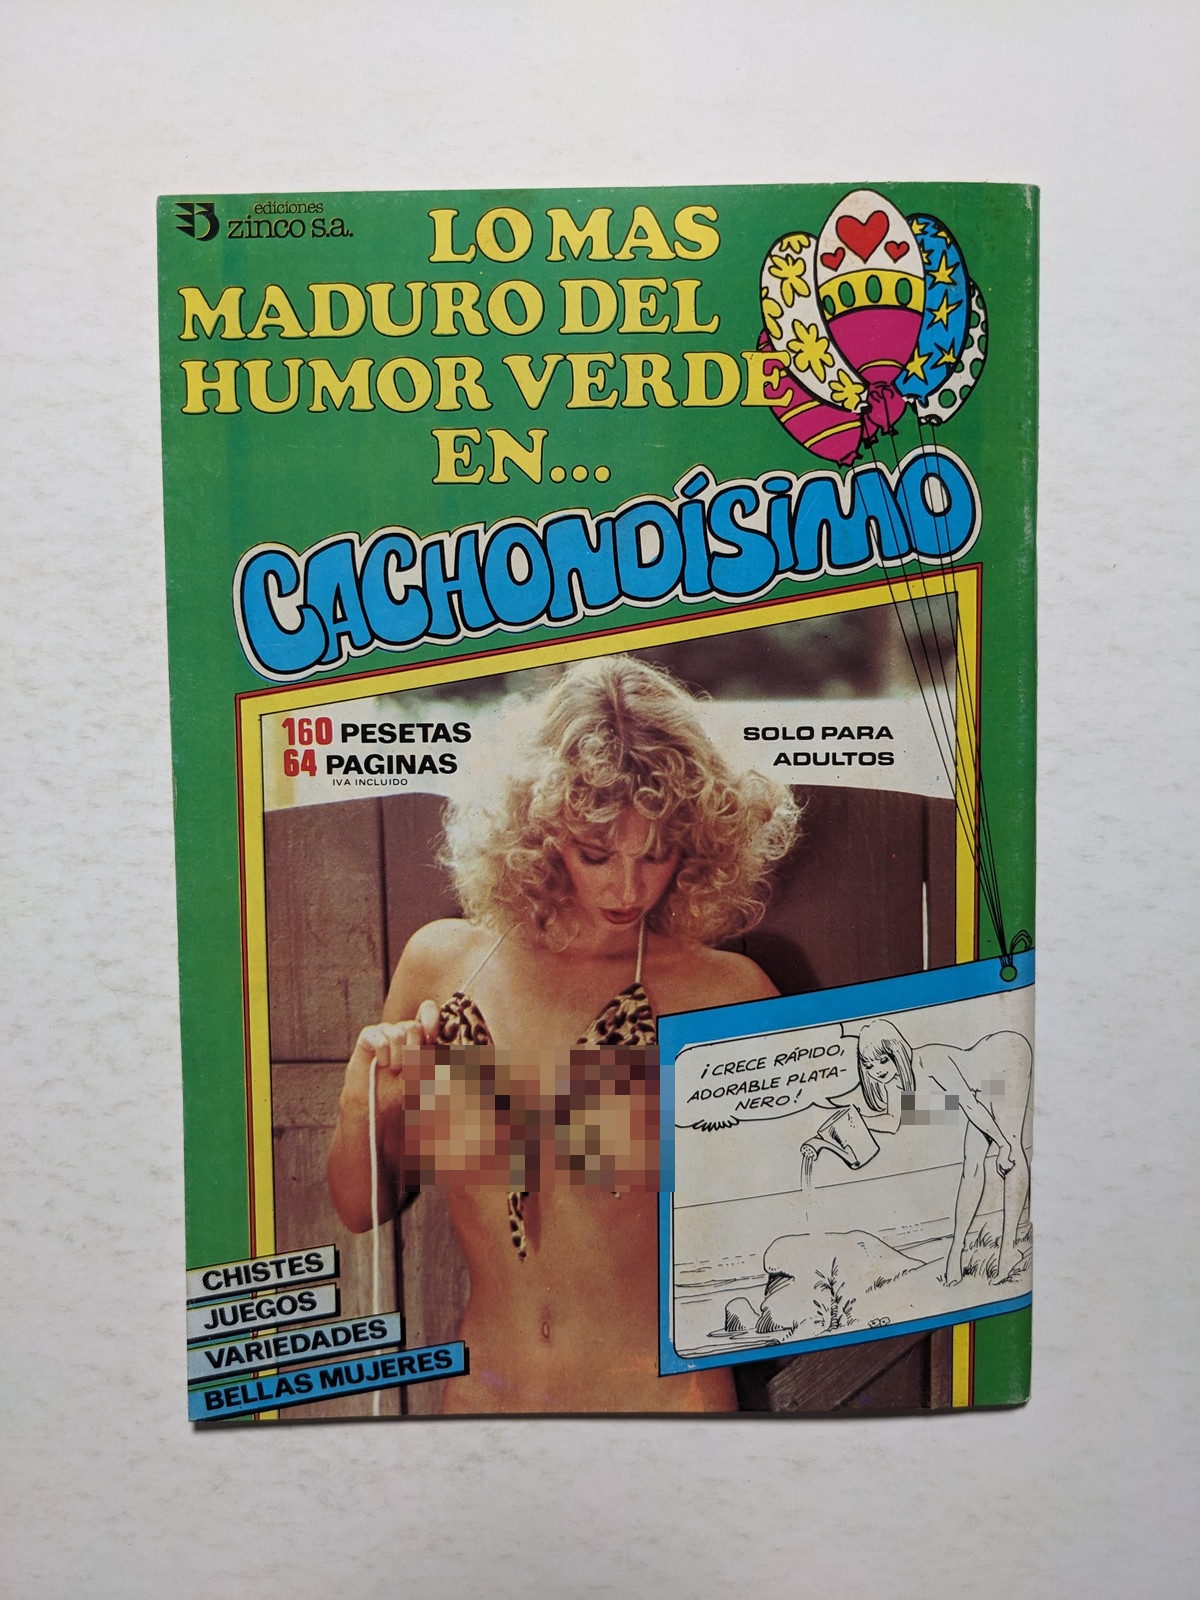 ediciones
zinco s.a.
LO MAS
MADURO DEL
HUMOR VERDE
EN...
CACHONDÍSIMO
160 PESETAS
64 PAGINAS
IVA INCLUIDO
SOLO PARA
ADULTOS
¡CRECE RÁPIDO,
ADORABLE PLATA-
NERO!
CHISTES
JUEGOS
VARIEDADES
BELLAS MUJERES